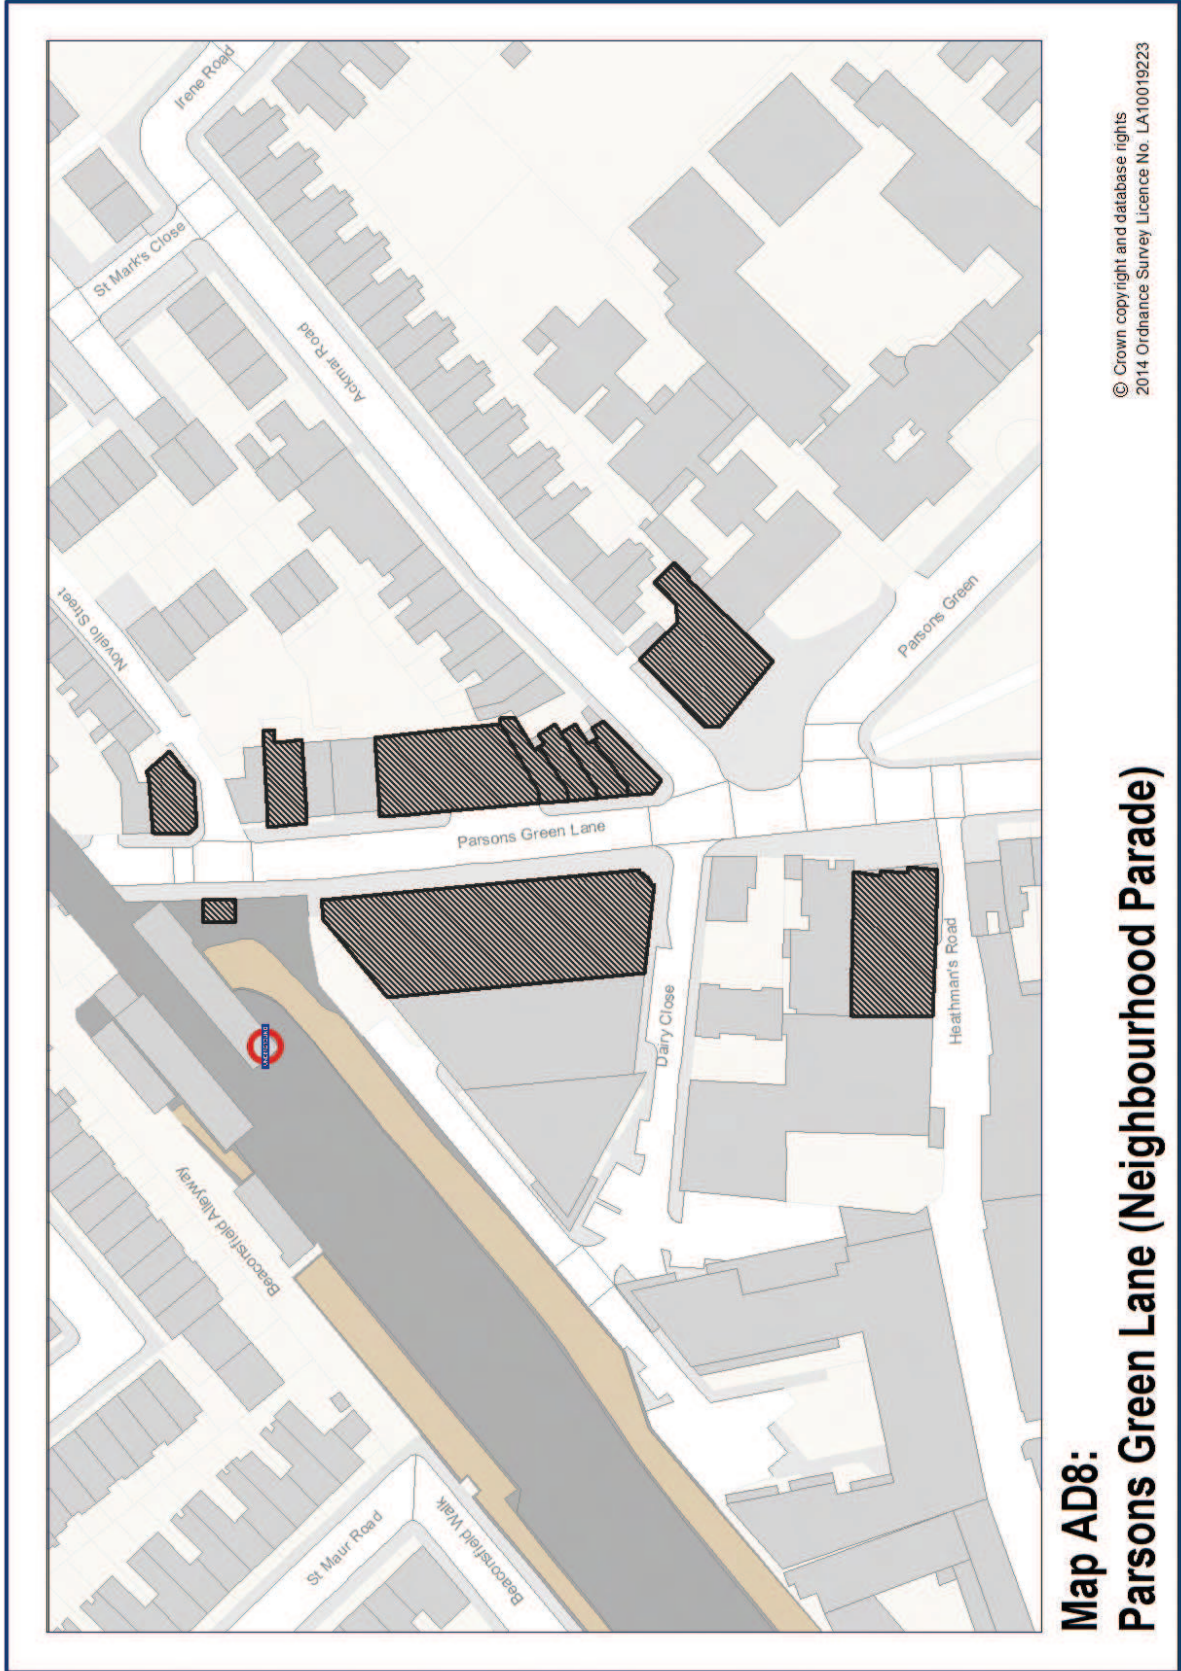 Map AD8:
Parsons Green Lane (Neighbourhood Parade)
© Crown copyright and database rights
2014 Ordnance Survey Licence No. LA10019223
Irene Road
St Mark's Close
Ackmar Road
Novello Street
Parsons Green
Parsons Green Lane
Dairy Close
Heathman's Road
UNDERGROUND
Beaconsfield Alleyway
St Maur Road
Beaconsfield Walk